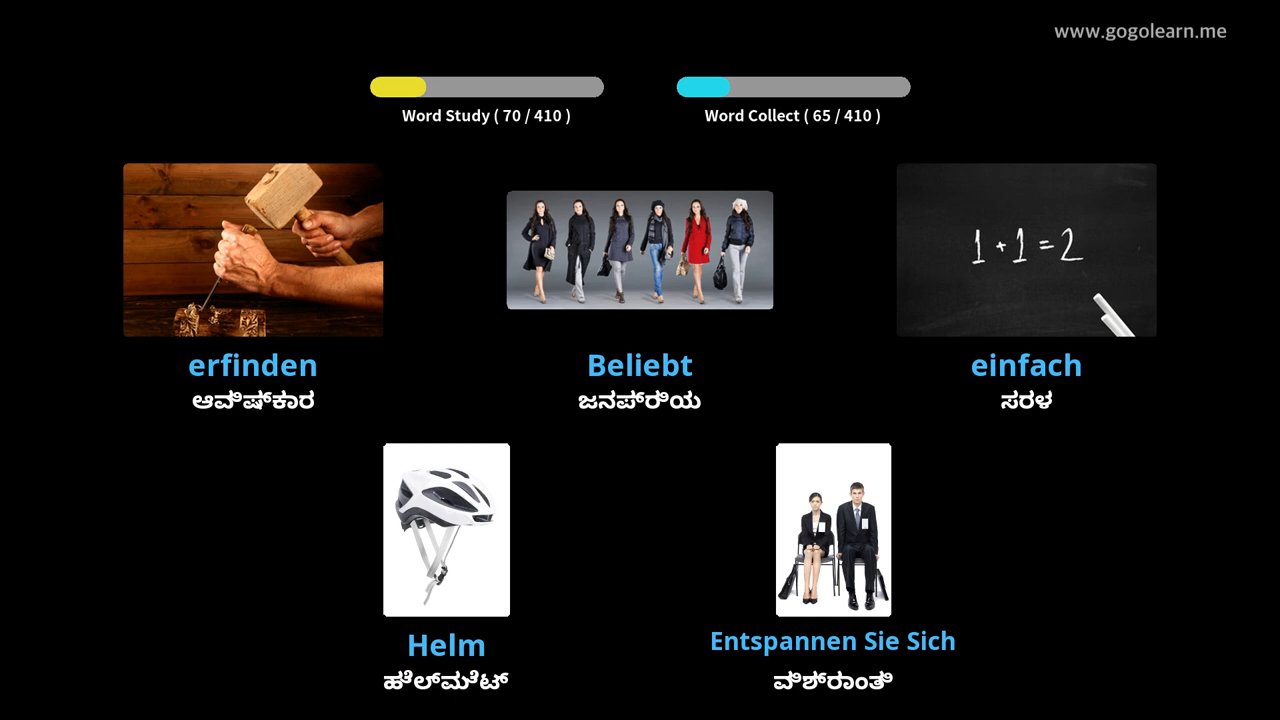 www.gogolearn.me
Word Study ( 70 / 410 )
Word Collect ( 65 / 410 )
1 + 1 = 2
erfinden
Beliebt
einfach
ಆವಿಷ್ಕಾರ
ಜನಪ್ರಿಯ
ಸರಳ
Helm
Entspannen Sie Sich
ಹೆಲ್ಮೆಟ್
ವಿಶ್ರಾಂತಿ